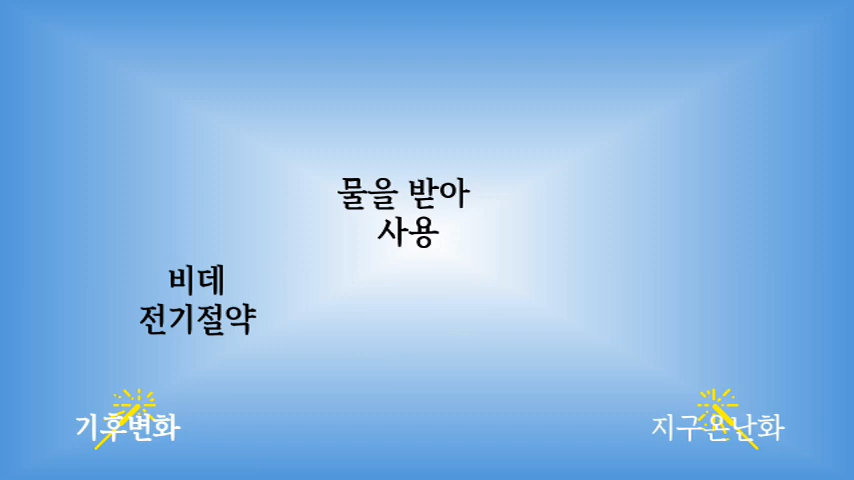 물을 받아
사용
비데
전기절약
기후변화
지구온난화